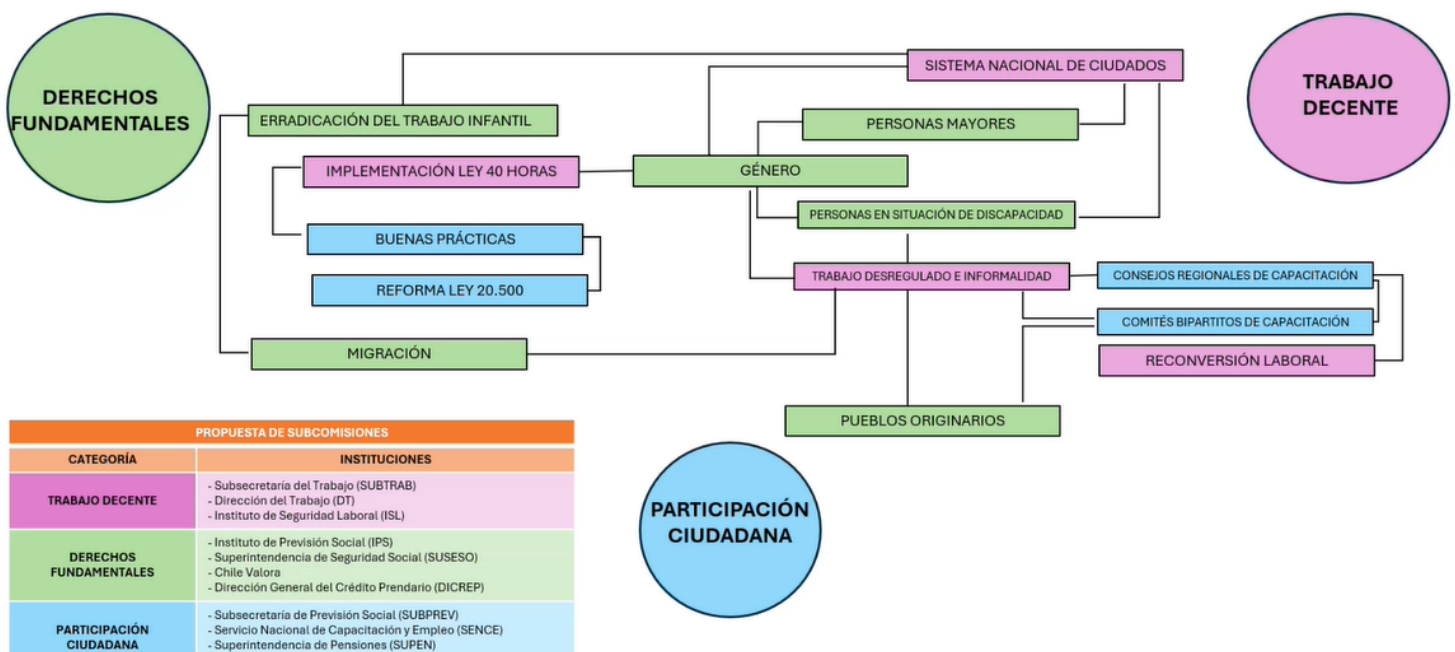 DERECHOS
FUNDAMENTALES
SISTEMA NACIONAL DE CIUDADOS
TRABAJO
DECENTE
ERRADICACIÓN DEL TRABAJO INFANTIL
PERSONAS MAYORES
IMPLEMENTACIÓN LEY 40 HORAS
GÉNERO
PERSONAS EN SITUACIÓN DE DISCAPACIDAD
BUENAS PRÁCTICAS
TRABAJO DESREGULADO E INFORMALIDAD
CONSEJOS REGIONALES DE CAPACITACIÓN
REFORMA LEY 20.500
COMITÉS BIPARTITOS DE CAPACITACIÓN
MIGRACIÓN
RECONVERSIÓN LABORAL
PUEBLOS ORIGINARIOS
PARTICIPACIÓN
CIUDADANA
PROPUESTA DE SUBCOMISIONES
CATEGORÍA
INSTITUCIONES
TRABAJO DECENTE
- Subsecretaría del Trabajo (SUBTRAB)
- Dirección del Trabajo (DT)
- Instituto de Seguridad Laboral (ISL)
DERECHOS
FUNDAMENTALES
- Instituto de Previsión Social (IPS)
- Superintendencia de Seguridad Social (SUSESO)
- Chile Valora
- Dirección General del Crédito Prendario (DICREP)
PARTICIPACIÓN
CIUDADANA
- Subsecretaría de Previsión Social (SUBPREV)
- Servicio Nacional de Capacitación y Empleo (SENCE)
- Superintendencia de Pensiones (SUPEN)